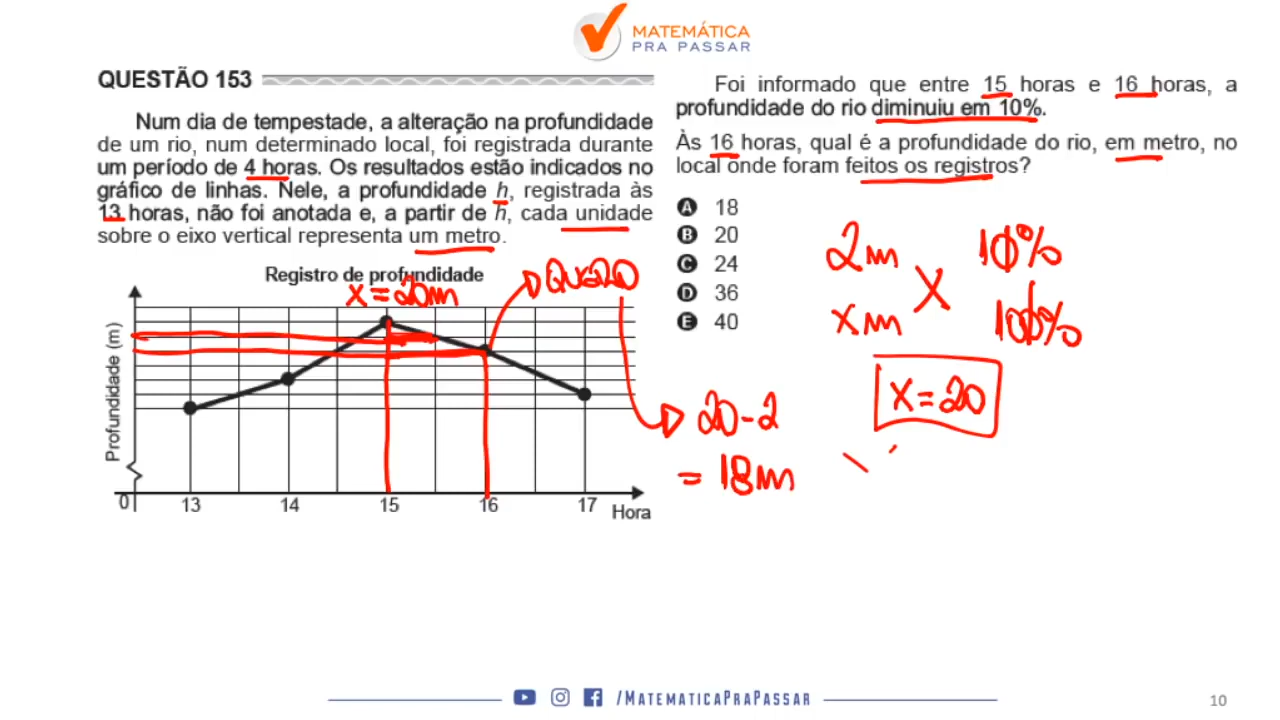 MATEMÁTICA
PRA PASSAR
QUESTÃO 153
Num dia de tempestade, a alteração na profundidade
de um rio, num determinado local, foi registrada durante
um período de 4 horas. Os resultados estão indicados no
gráfico de linhas. Nele, a profundidade h, registrada às
13 horas, não foi anotada e, a partir de h, cada unidade
sobre o eixo vertical representa um metro.
Registro de profundidade
x = 20m
Profundidade (m)
0
13 14 15 16 17
Hora
Foi informado que entre 15 horas e 16 horas, a
profundidade do rio diminuiu em 10%.
Às 16 horas, qual é a profundidade do rio, em metro, no
local onde foram feitos os registros?
A 18
B 20
C 24
D 36
E 40
2m 10%
xm 100%
x = 20
20 - 2
= 18m
/MATEMATICAPRAPASSAR
10